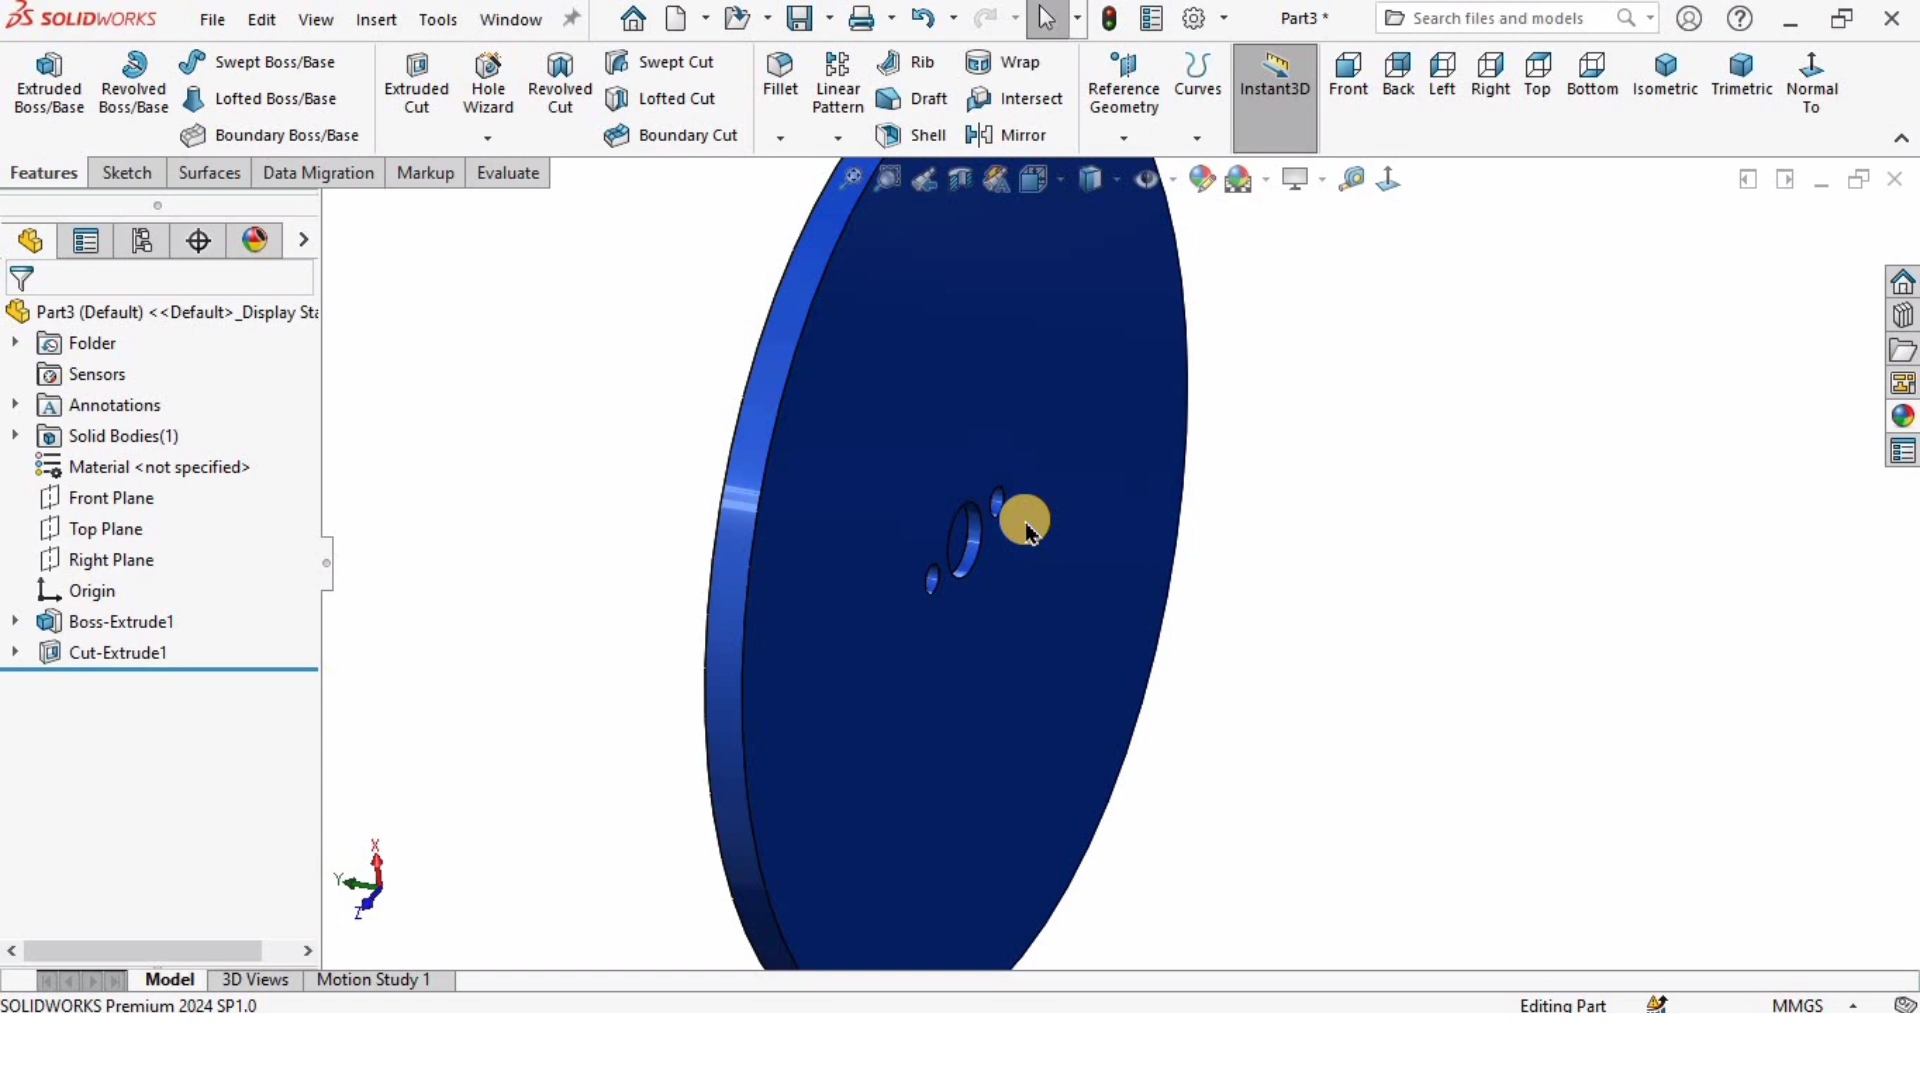 SOLIDWORKS File Edit View Insert Tools Window Part3 * Search files and models
Extruded Boss/Base
Revolved Boss/Base
Swept Boss/Base
Lofted Boss/Base
Boundary Boss/Base
Extruded Cut
Hole Wizard
Revolved Cut
Swept Cut
Lofted Cut
Boundary Cut
Fillet
Linear Pattern
Rib
Draft
Shell
Wrap
Intersect
Mirror
Reference Geometry
Curves
Instant3D
Front
Back
Left
Right
Top
Bottom
Isometric
Trimetric
Normal To
Features Sketch Surfaces Data Migration Markup Evaluate
Part3 (Default) <<Default>_Display Sta
Folder
Sensors
Annotations
Solid Bodies(1)
Material <not specified>
Front Plane
Top Plane
Right Plane
Origin
Boss-Extrude1
Cut-Extrude1
X
Y
Z
Model 3D Views Motion Study 1
SOLIDWORKS Premium 2024 SP1.0 Editing Part MMGS